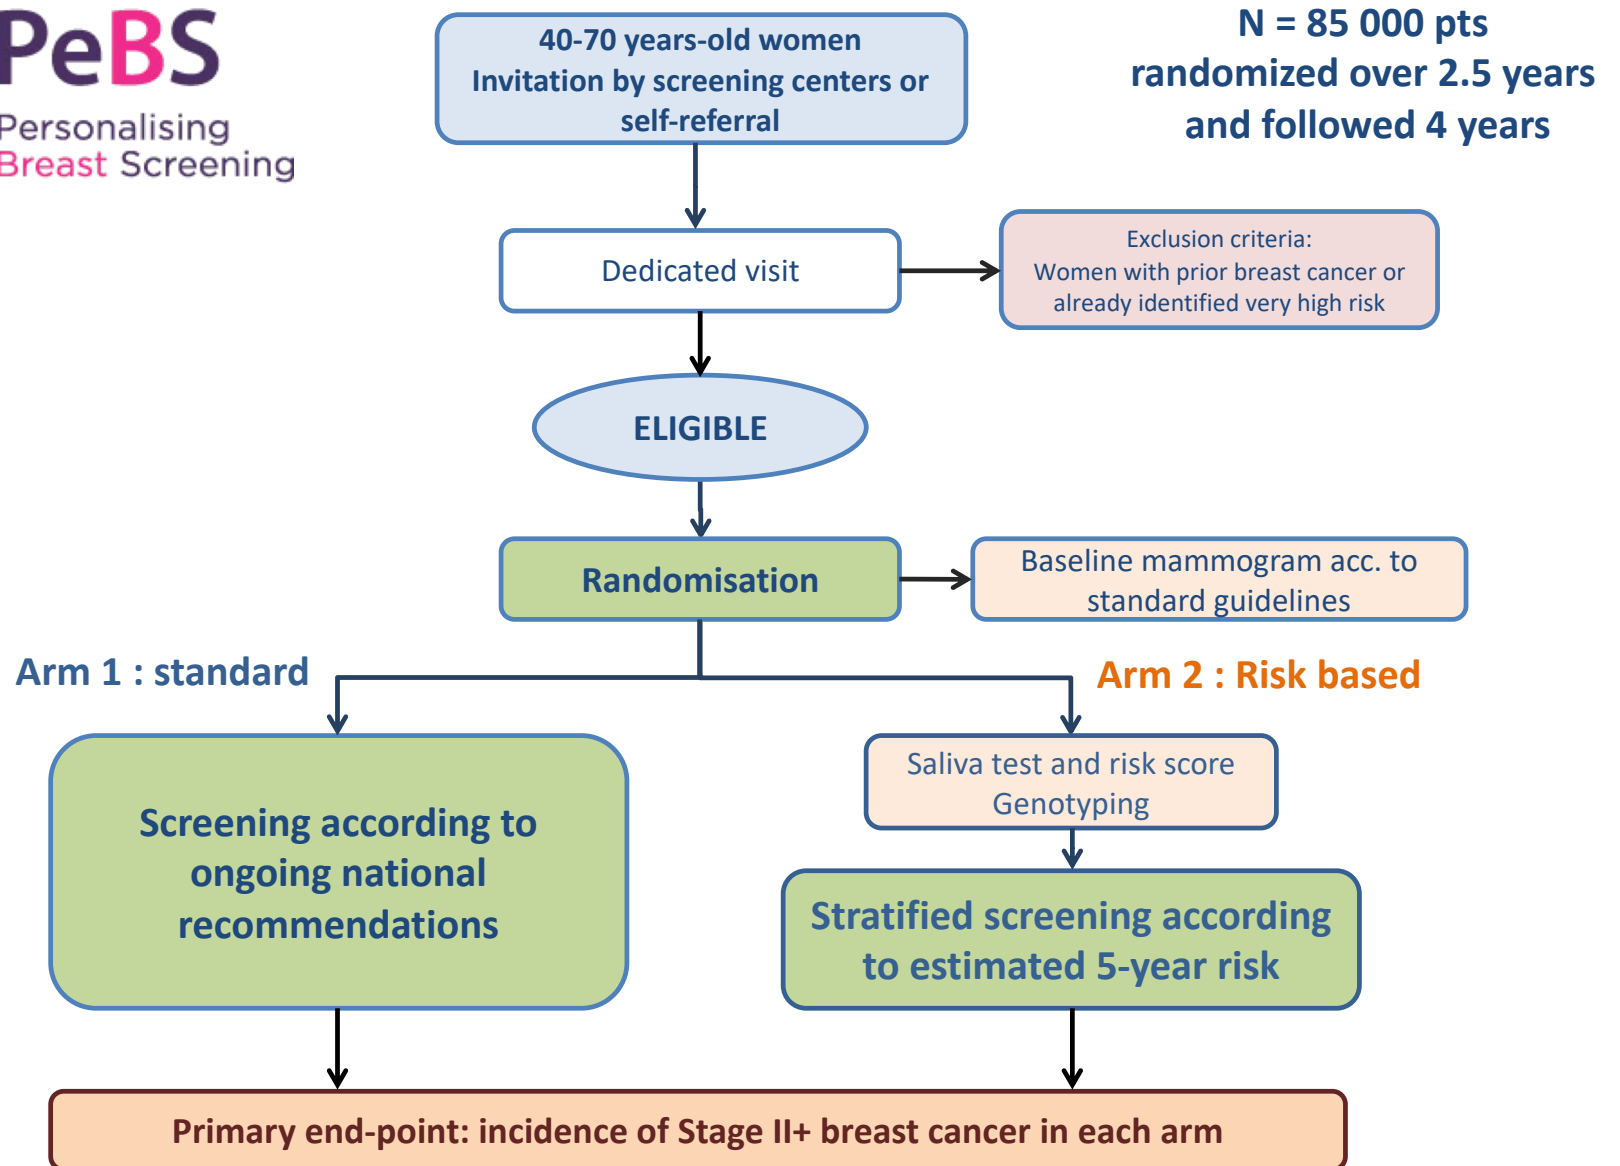 PeBS
Personalising
Breast Screening
40-70 years-old women
Invitation by screening centers or
self-referral
N = 85 000 pts
randomized over 2.5 years
and followed 4 years
Dedicated visit
Exclusion criteria:
Women with prior breast cancer or
already identified very high risk
ELIGIBLE
Randomisation
Baseline mammogram acc. to
standard guidelines
Arm 1 : standard
Arm 2 : Risk based
Screening according to
ongoing national
recommendations
Saliva test and risk score
Genotyping
Stratified screening according
to estimated 5-year risk
Primary end-point: incidence of Stage II+ breast cancer in each arm